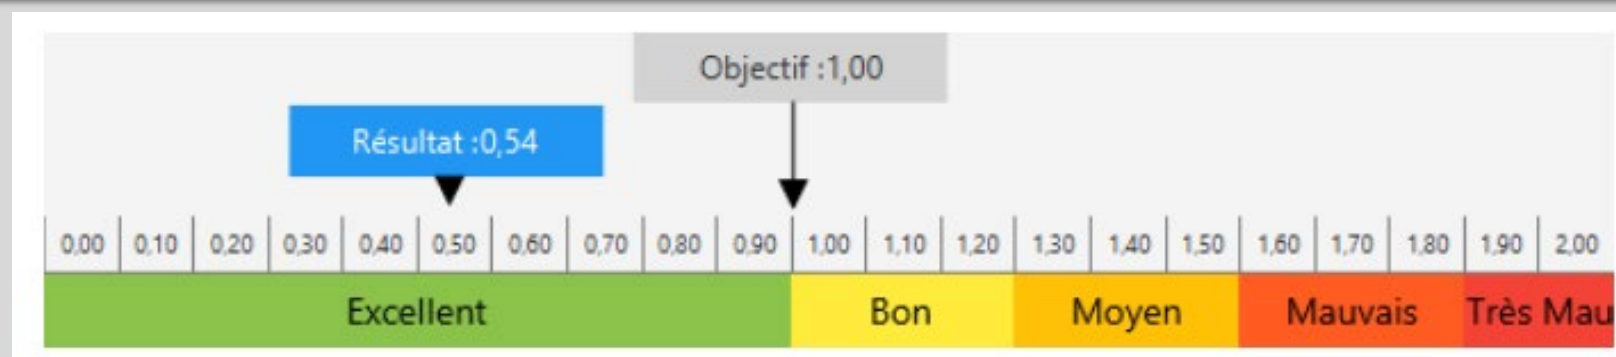 Objectif :1,00
Résultat :0,54
0,00 0,10 0,20 0,30 0,40 0,50 0,60 0,70 0,80 0,90 1,00 1,10 1,20 1,30 1,40 1,50 1,60 1,70 1,80 1,90 2,00
Excellent Bon Moyen Mauvais Très Mau